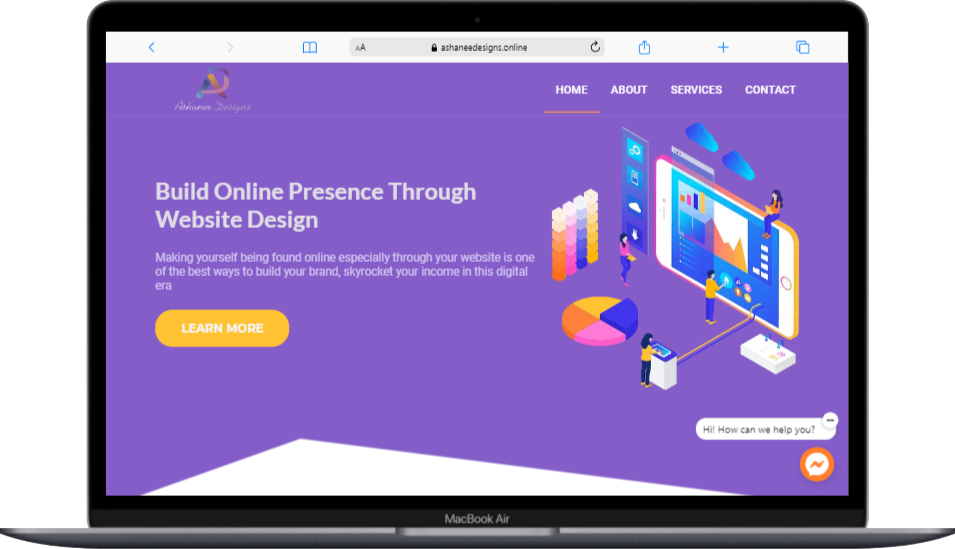 AA ashaneedesigns.online
Ashanee Designs
HOME ABOUT SERVICES CONTACT
Build Online Presence Through
Website Design
Making yourself being found online especially through your website is one
of the best ways to build your brand, skyrocket your income in this digital
era
LEARN MORE
Hi! How can we help you?
MacBook Air